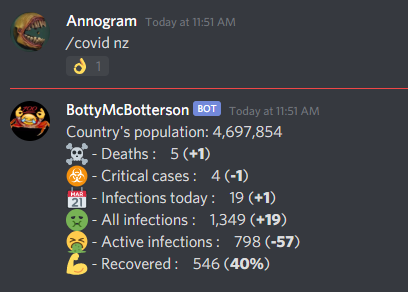 Annogram Today at 11:51 AM
/covid nz
👌 1
BottyMcBotterson BOT Today at 11:51 AM
Country's population: 4,697,854
☠️ - Deaths : 5 (+1)
☣️ - Critical cases : 4 (-1)
📅 - Infections today : 19 (+1)
🤢 - All infections : 1,349 (+19)
🤮 - Active infections : 798 (-57)
💪 - Recovered : 546 (40%)